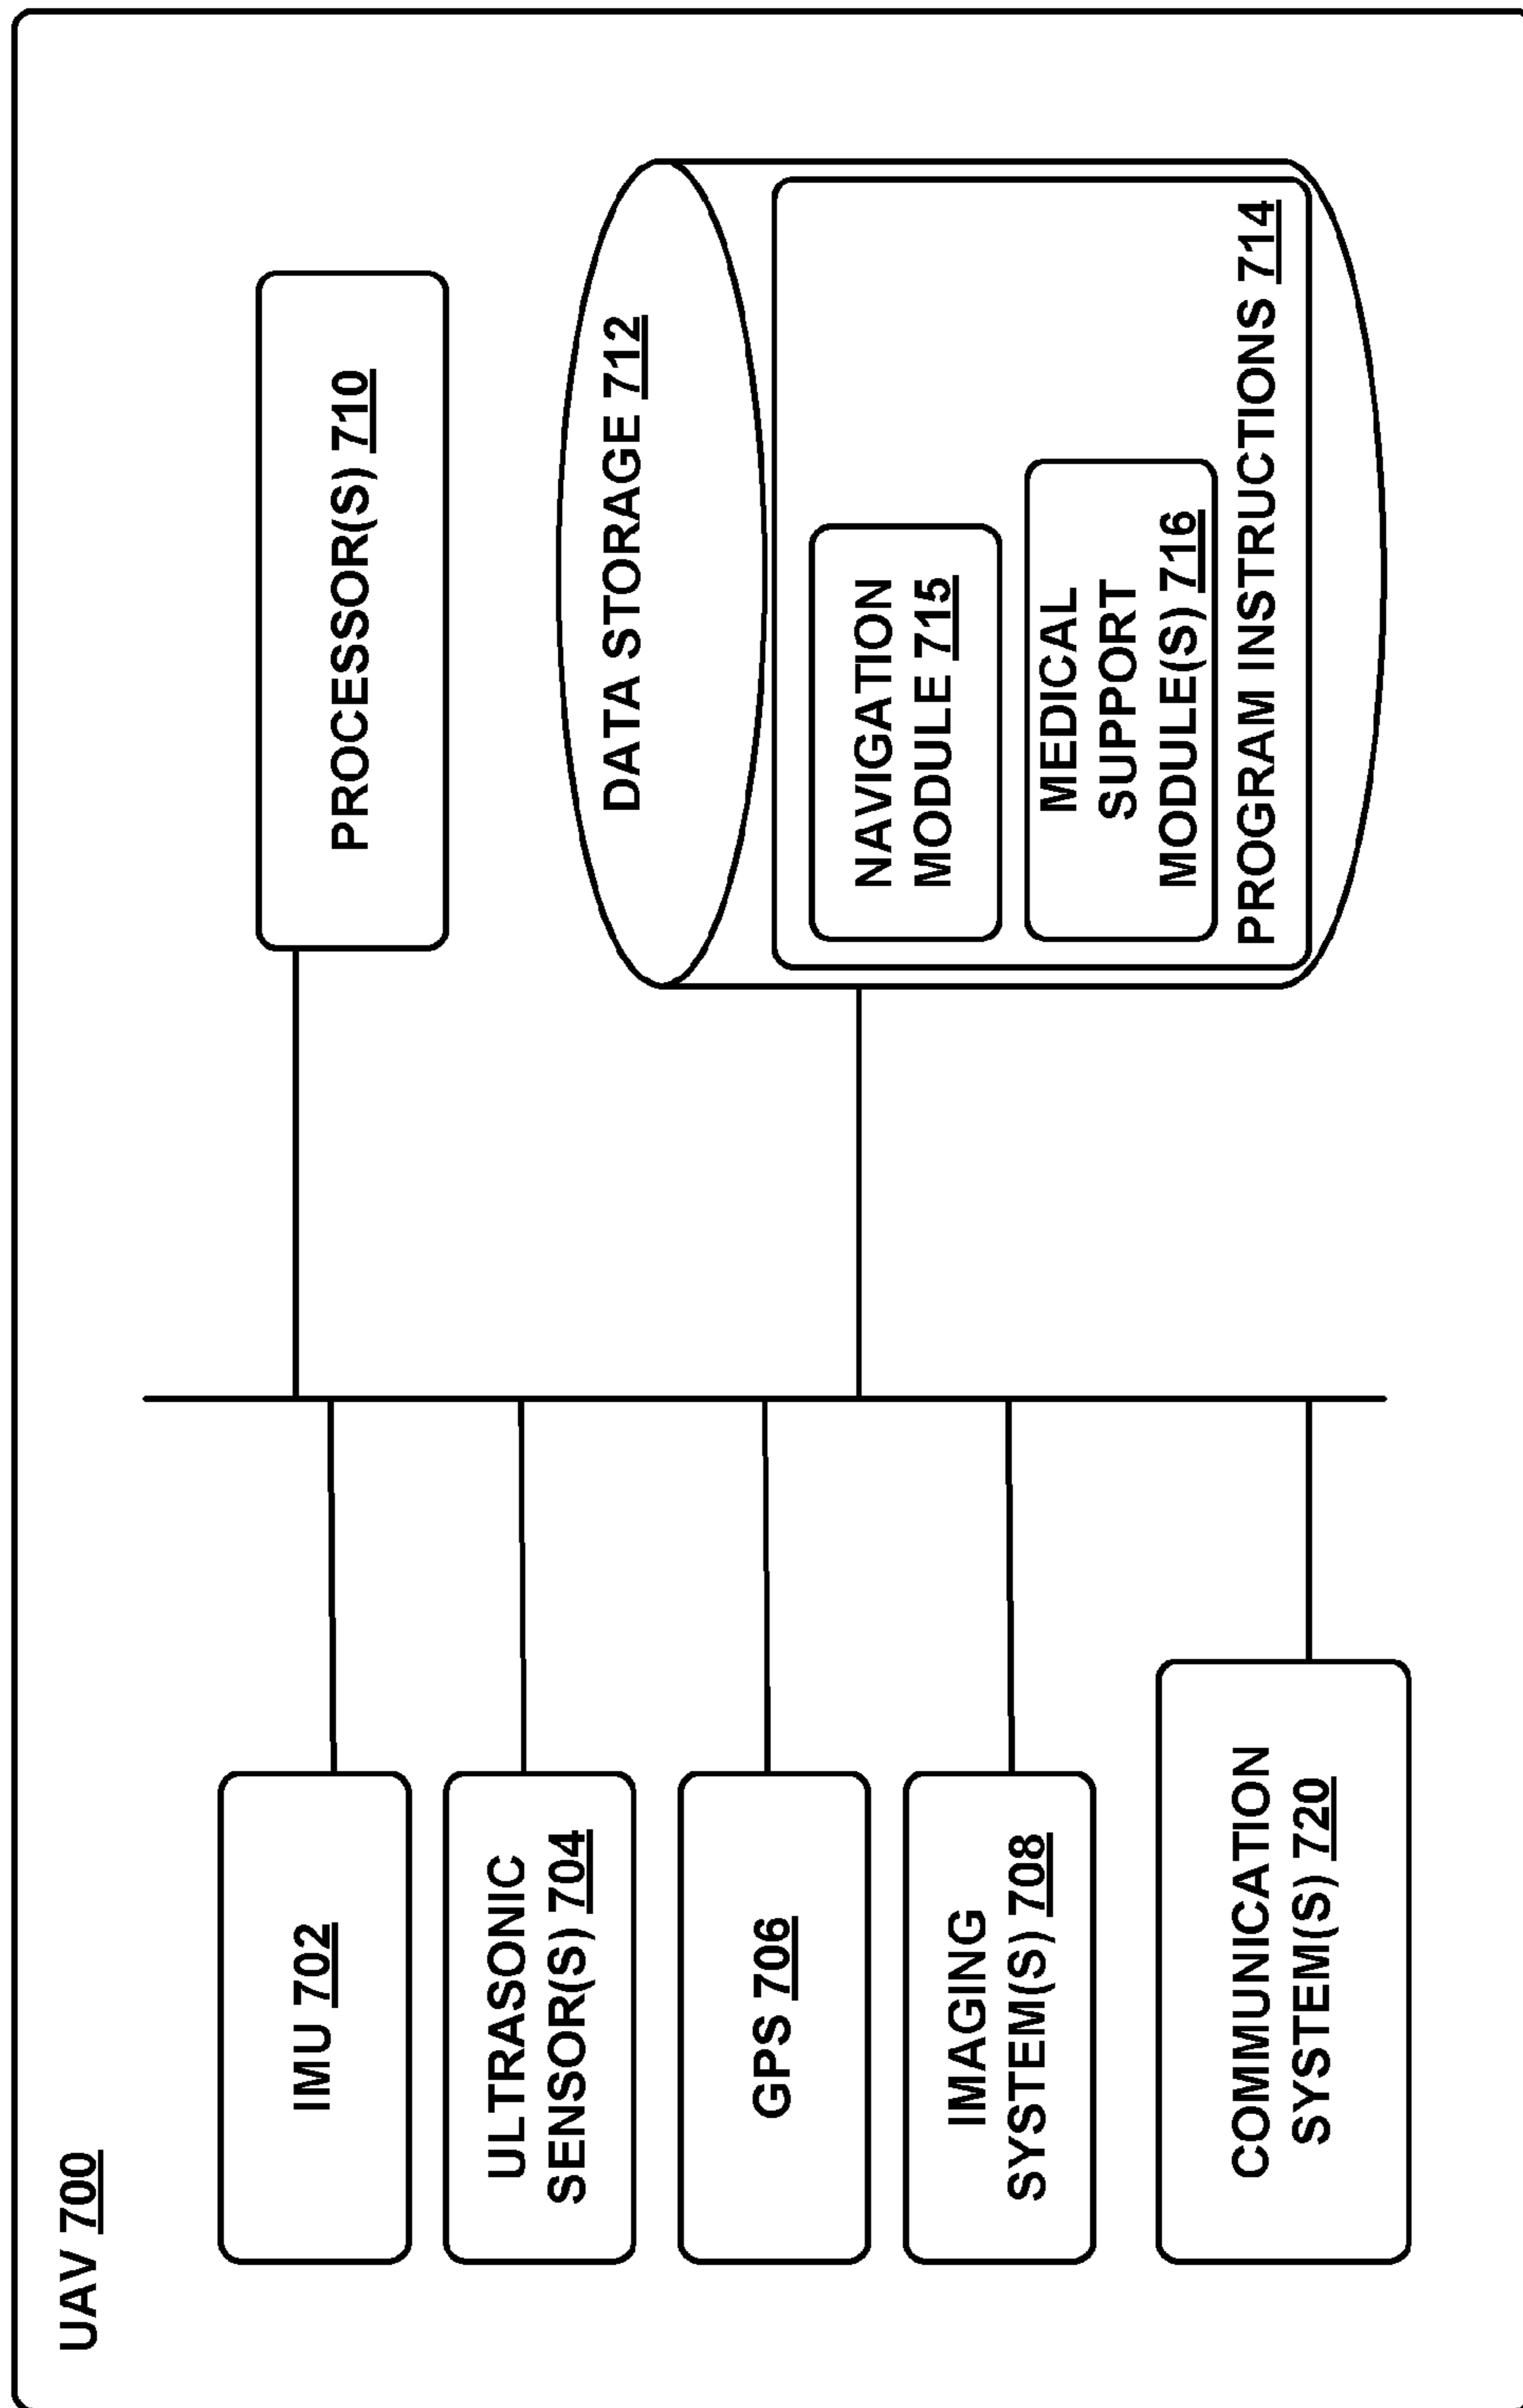 UAV 700
IMU 702
ULTRASONIC
SENSOR(S) 704
GPS 706
IMAGING
SYSTEM(S) 708
COMMUNICATION
SYSTEM(S) 720
PROCESSOR(S) 710
DATA STORAGE 712
NAVIGATION
MODULE 715
MEDICAL
SUPPORT
MODULE(S) 716
PROGRAM INSTRUCTIONS 714